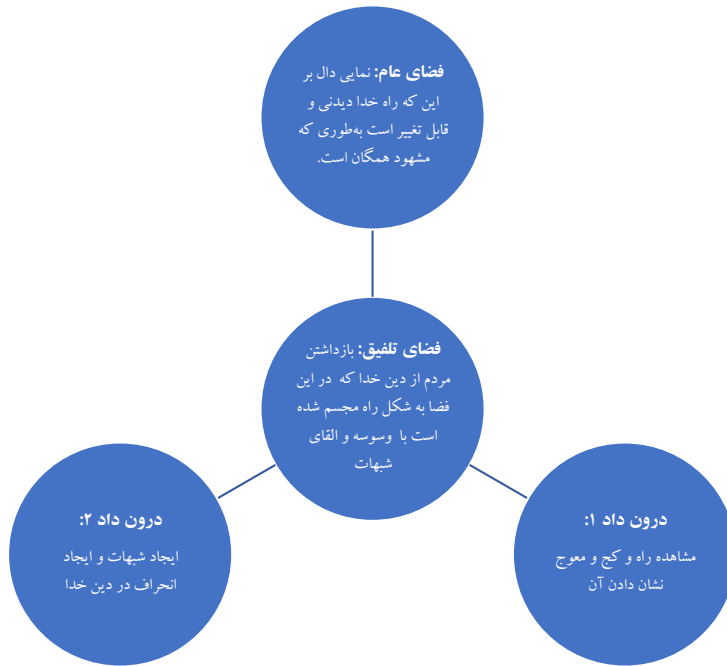 فضای عام: نمایی دال بر
این که راه خدا دیدنی و
قابل تغییر است به‌طوری که
مشهود همگان است.
فضای تلفیق: بازداشتن
مردم از دین خدا که در این
فضا به شکل راه مجسم شده
است با وسوسه و القای
شبهات
درون داد ۱:
مشاهده راه و کج و معوج
نشان دادن آن
درون داد ۲:
ایجاد شبهات و ایجاد
انحراف در دین خدا